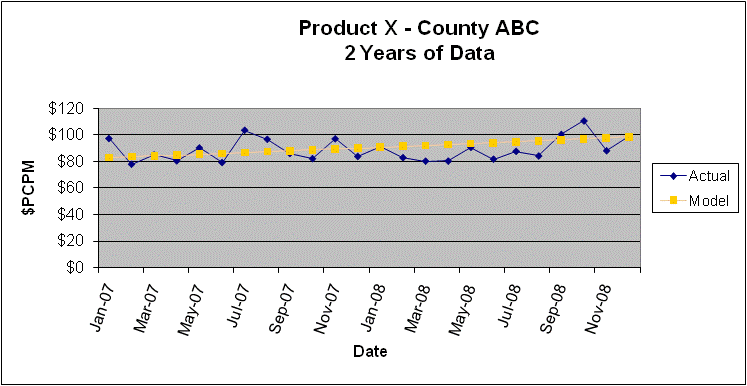 Product X - County ABC
2 Years of Data
$PCPM
$120
$100
$80
$60
$40
$20
$0
Jan-07
Mar-07
May-07
Jul-07
Sep-07
Nov-07
Jan-08
Mar-08
May-08
Jul-08
Sep-08
Nov-08
Date
Actual
Model